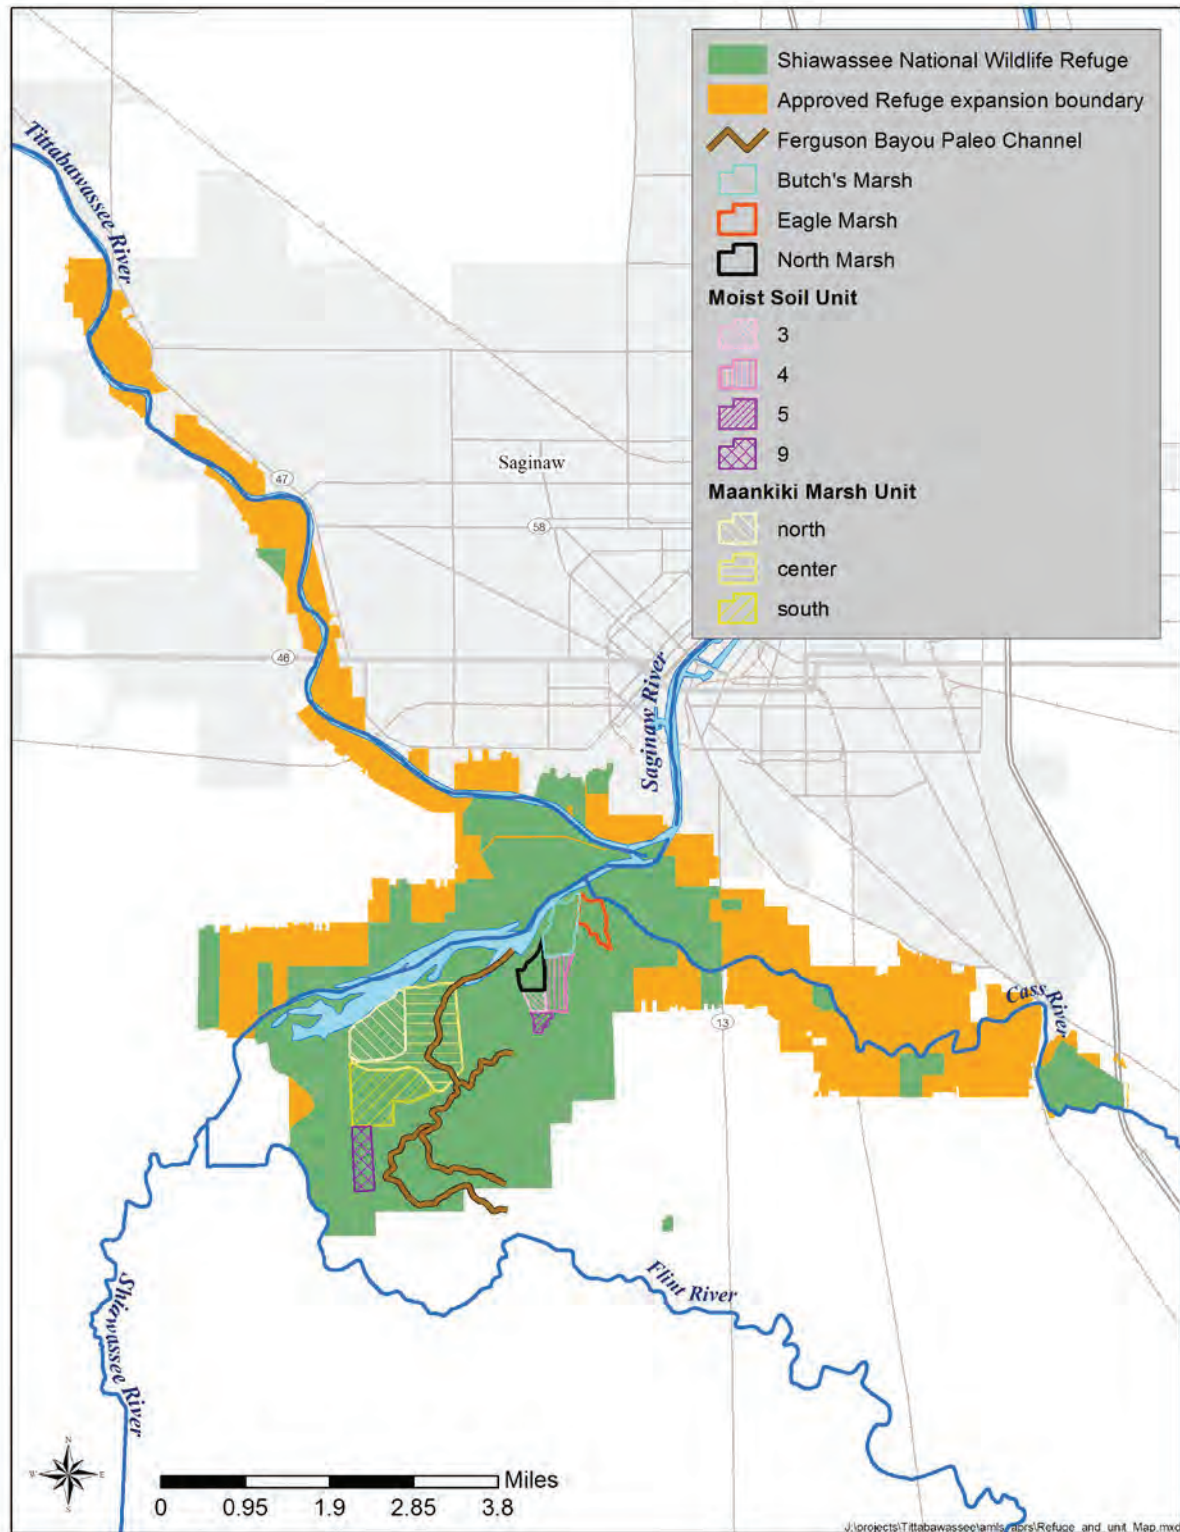 Shiawassee National Wildlife Refuge
Approved Refuge expansion boundary
Ferguson Bayou Paleo Channel
Butch's Marsh
Eagle Marsh
North Marsh
Moist Soil Unit
3
4
5
9
Maankiki Marsh Unit
north
center
south
Tittabawassee River
Saginaw
47
58
46
Saginaw River
Cass River
13
Flint River
Shiawassee River
N
W E
S
Miles
0 0.95 1.9 2.85 3.8